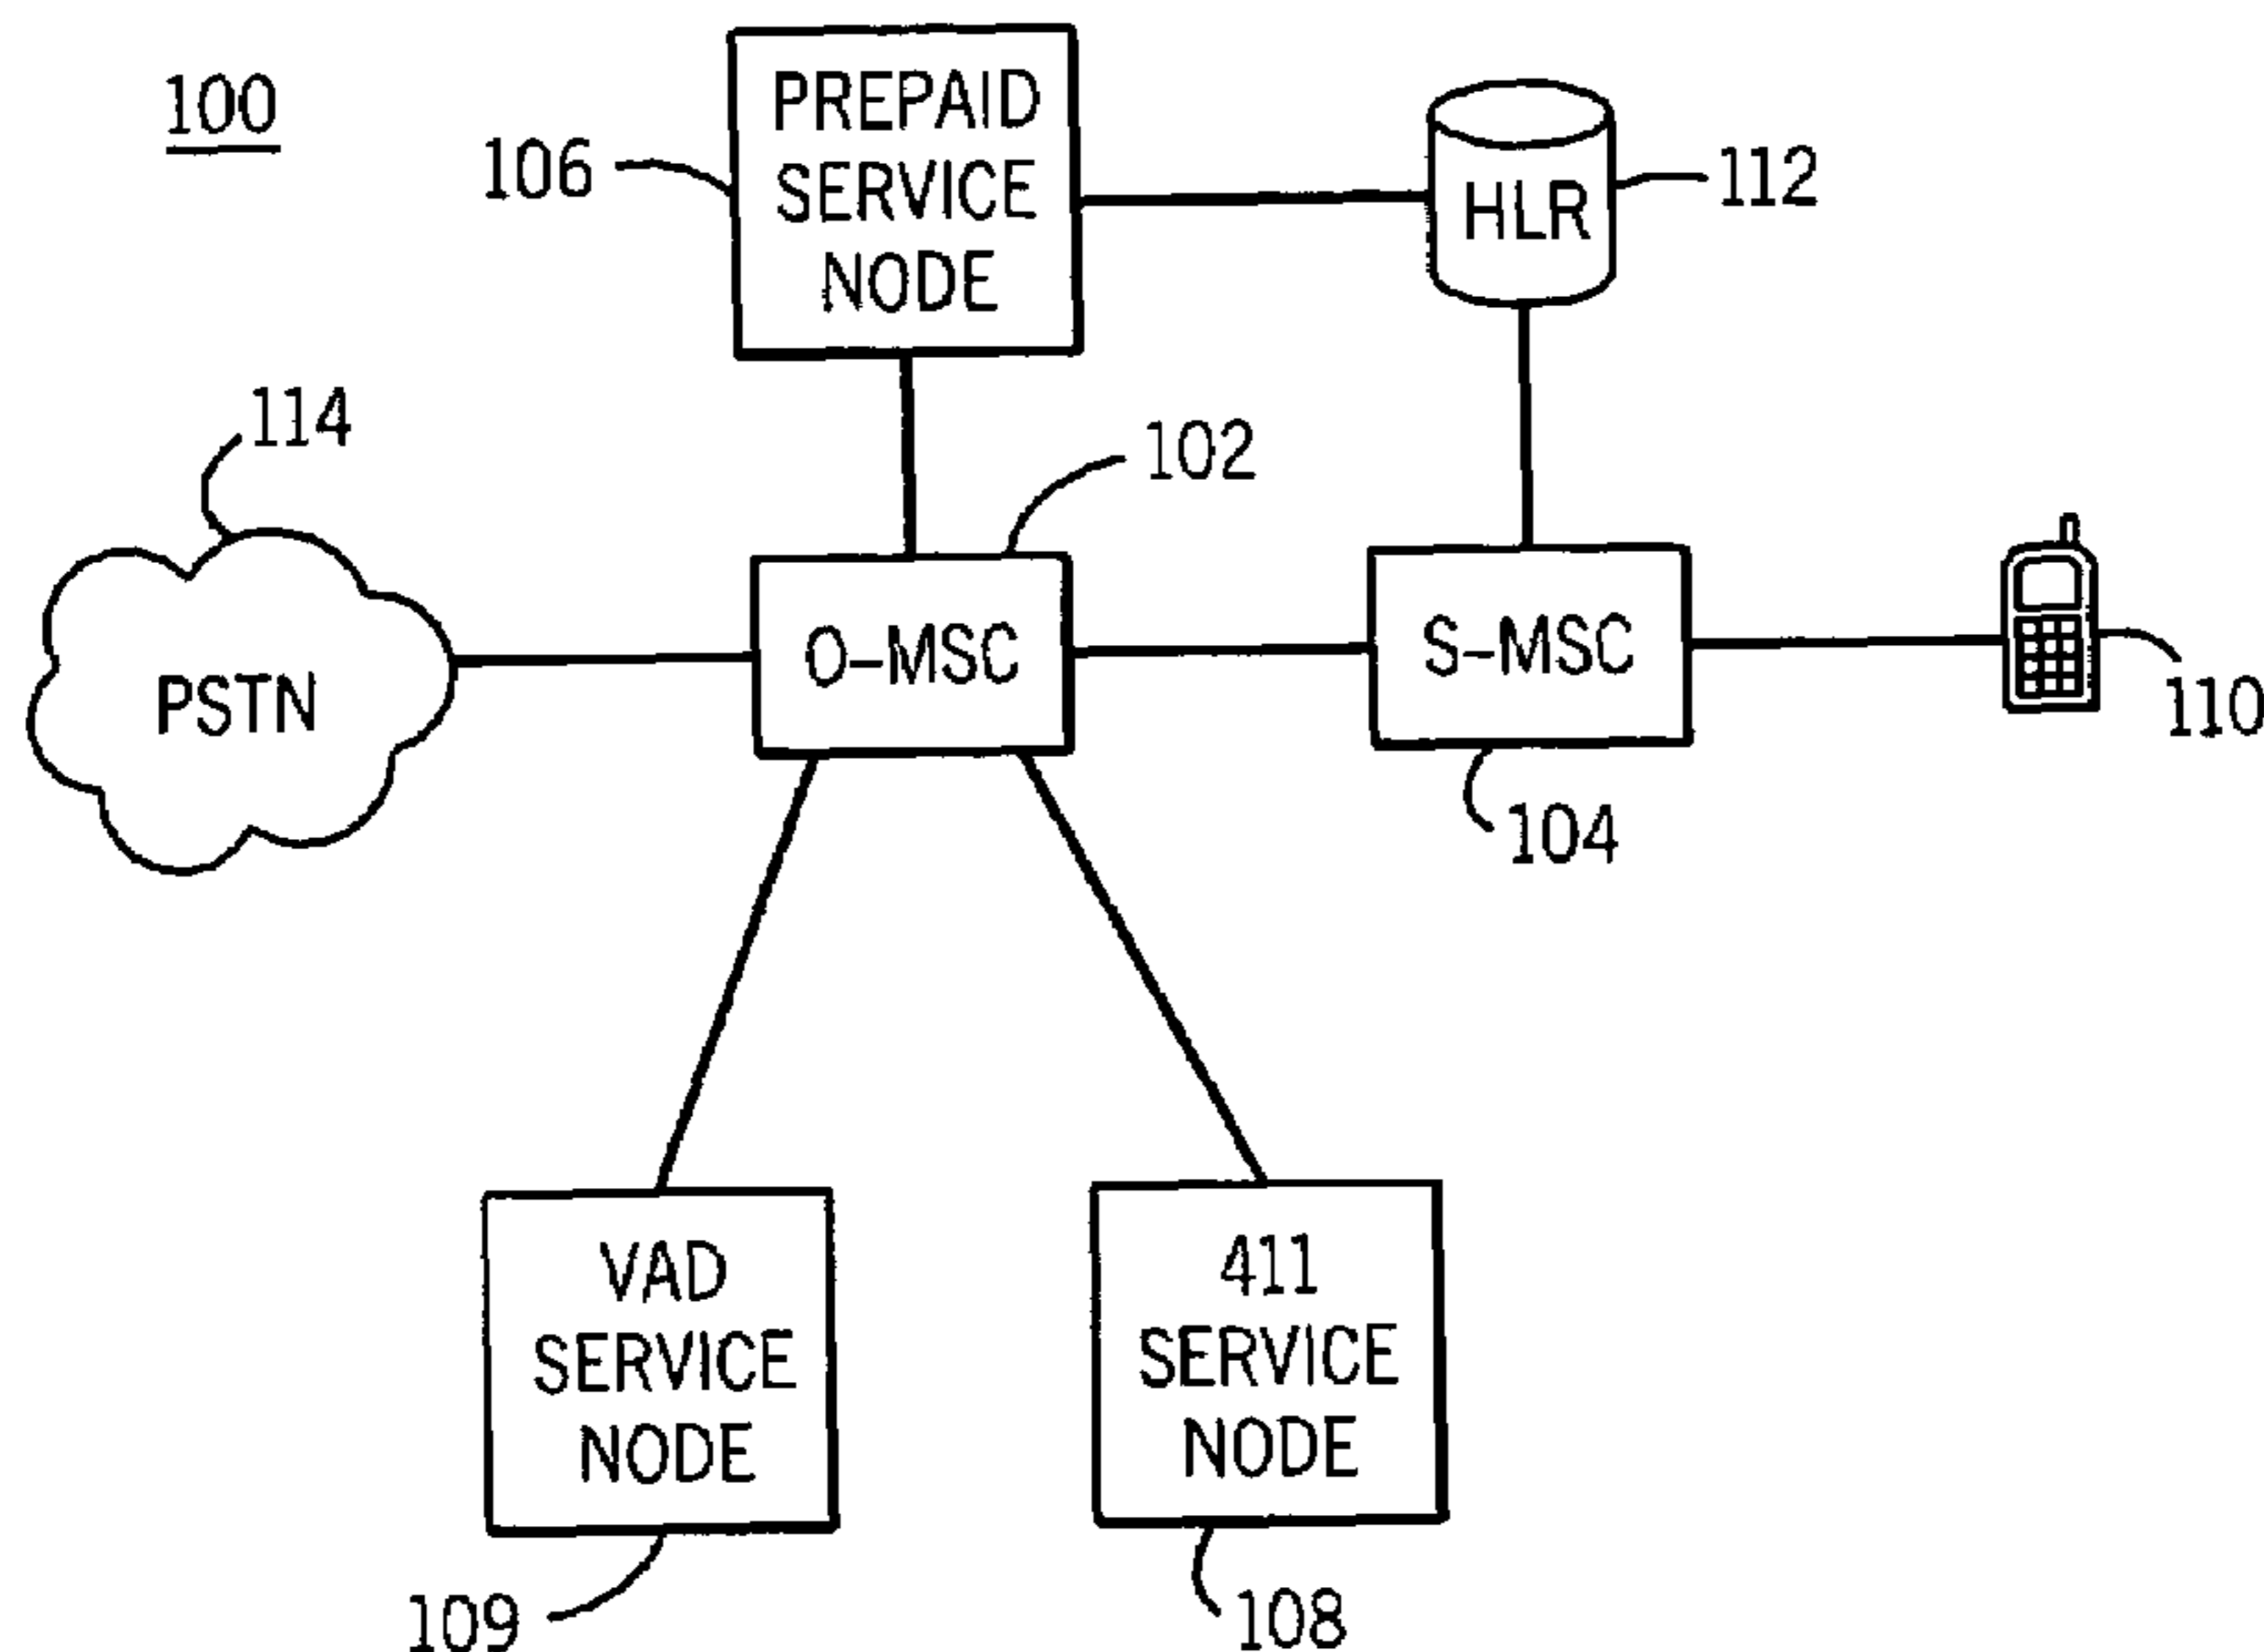 100
PREPAID
SERVICE
NODE
106
HLR
112
114
102
PSTN
O-MSC
S-MSC
110
104
VAD
SERVICE
NODE
411
SERVICE
NODE
109
108